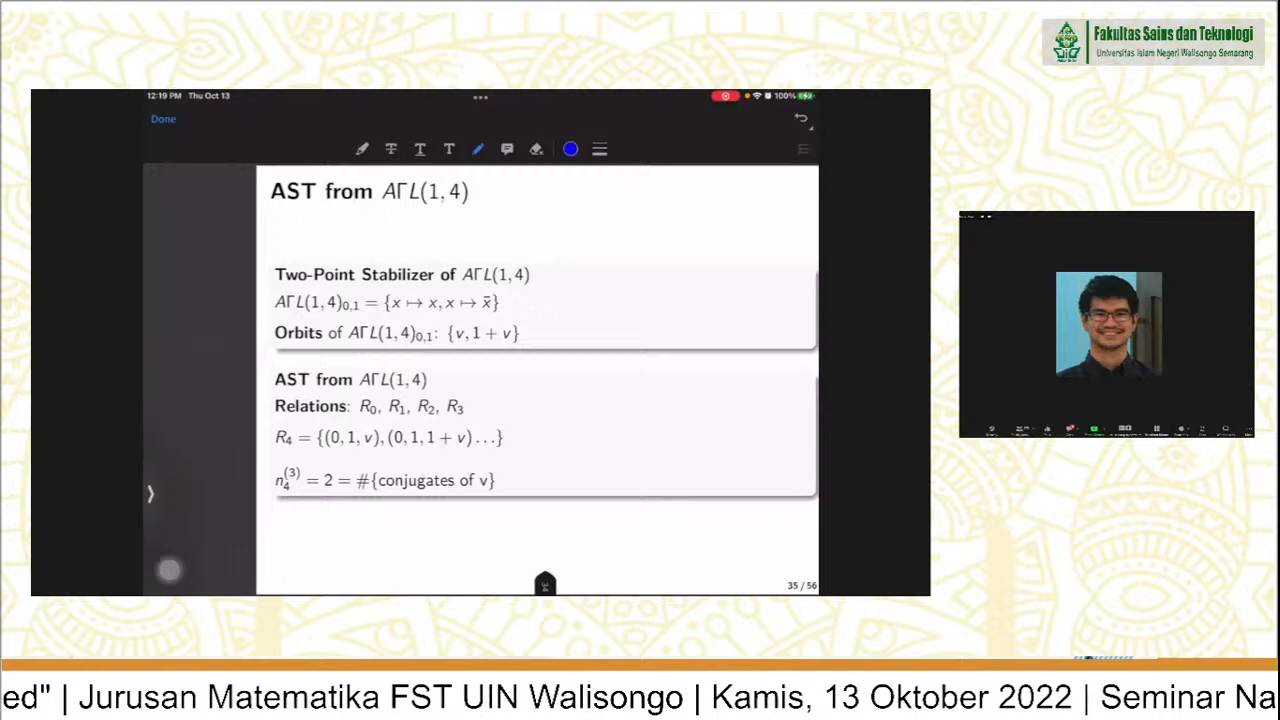 Fakultas Sains dan Teknologi
Universitas Islam Negeri Walisongo Semarang
12:19 PM Thu Oct 13
100%
Done
AST from AΓL(1, 4)
Two-Point Stabilizer of AΓL(1, 4)
AΓL(1, 4)₀,₁ = {x ↦ x, x ↦ x̄}
Orbits of AΓL(1, 4)₀,₁: {v, 1 + v}
AST from AΓL(1, 4)
Relations: R₀, R₁, R₂, R₃
R₄ = {(0, 1, v), (0, 1, 1 + v) . . .}
n₄⁽³⁾ = 2 = #{conjugates of v}
34
35 / 56
ed" | Jurusan Matematika FST UIN Walisongo | Kamis, 13 Oktober 2022 | Seminar Na